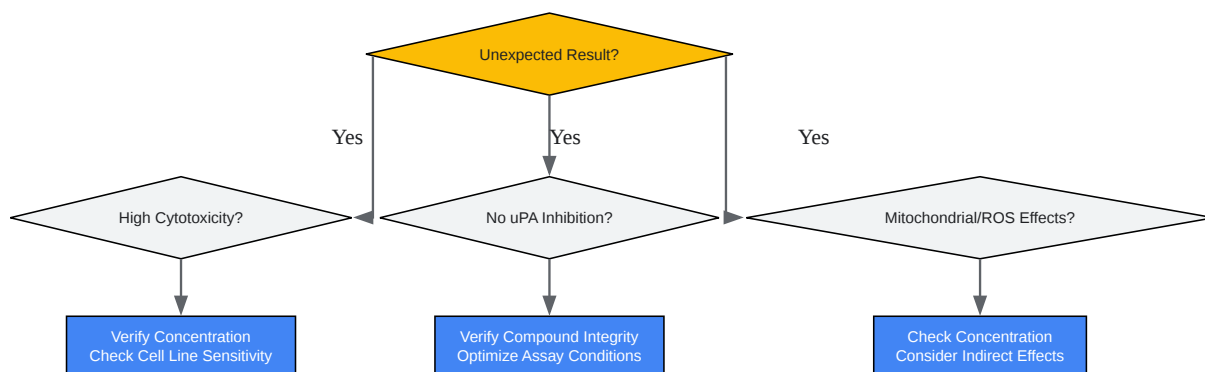 Unexpected Result?
Yes
Yes
Yes
High Cytotoxicity?
No uPA Inhibition?
Mitochondrial/ROS Effects?
Verify Concentration
Check Cell Line Sensitivity
Verify Compound Integrity
Optimize Assay Conditions
Check Concentration
Consider Indirect Effects